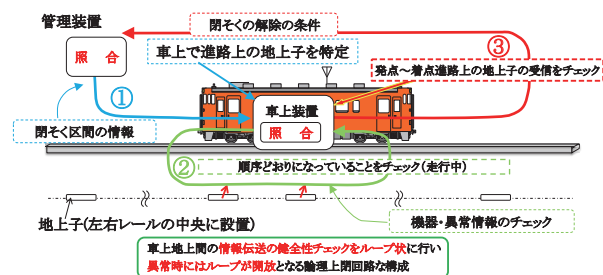 管理装置
閉そくの解除の条件
照 合
車上で進路上の地上子を特定
③
発点～着点進路上の地上子の受信をチェック
①
車上装置
閉そく区間の情報
照 合
②
順序どおりになっていることをチェック(走行中)
地上子(左右レールの中央に設置)
機器・異常情報のチェック
車上地上間の情報伝送の健全性チェックをループ状に行い
異常時にはループが開放となる論理上閉回路な構成